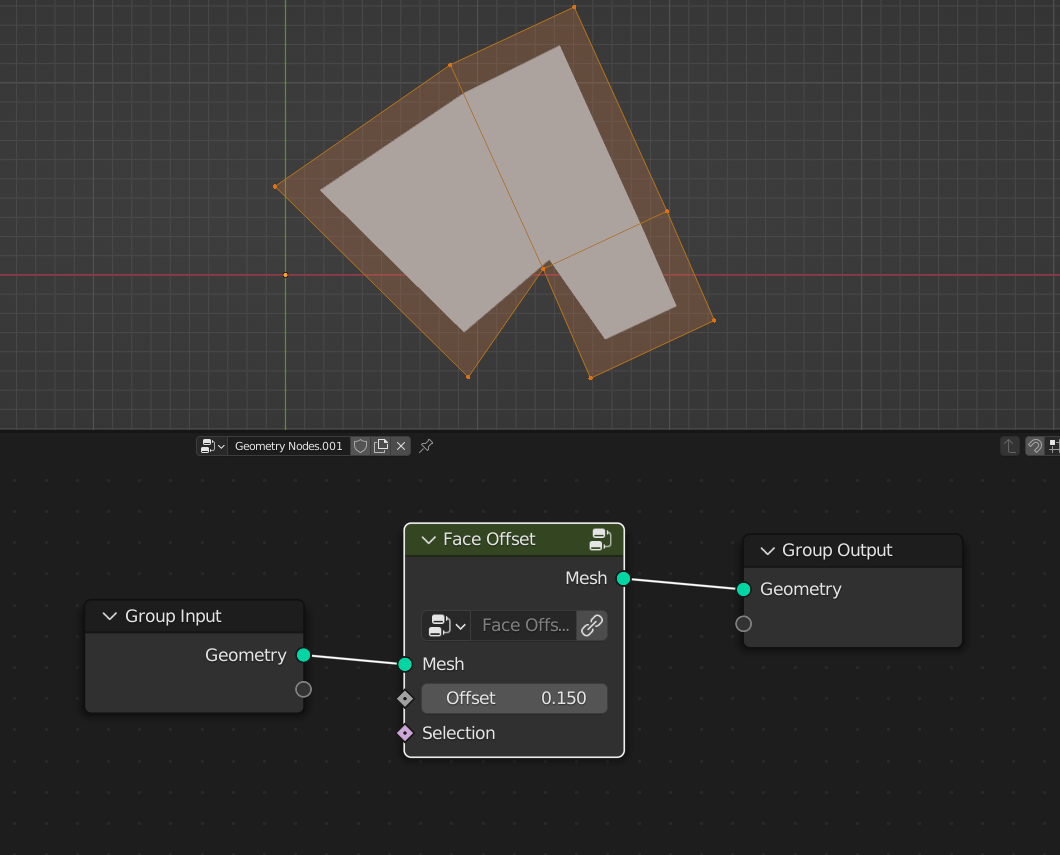 Geometry Nodes.001
Face Offset
Mesh
Face Offs...
Mesh
Offset 0.150
Selection
Group Input
Geometry
Group Output
Geometry